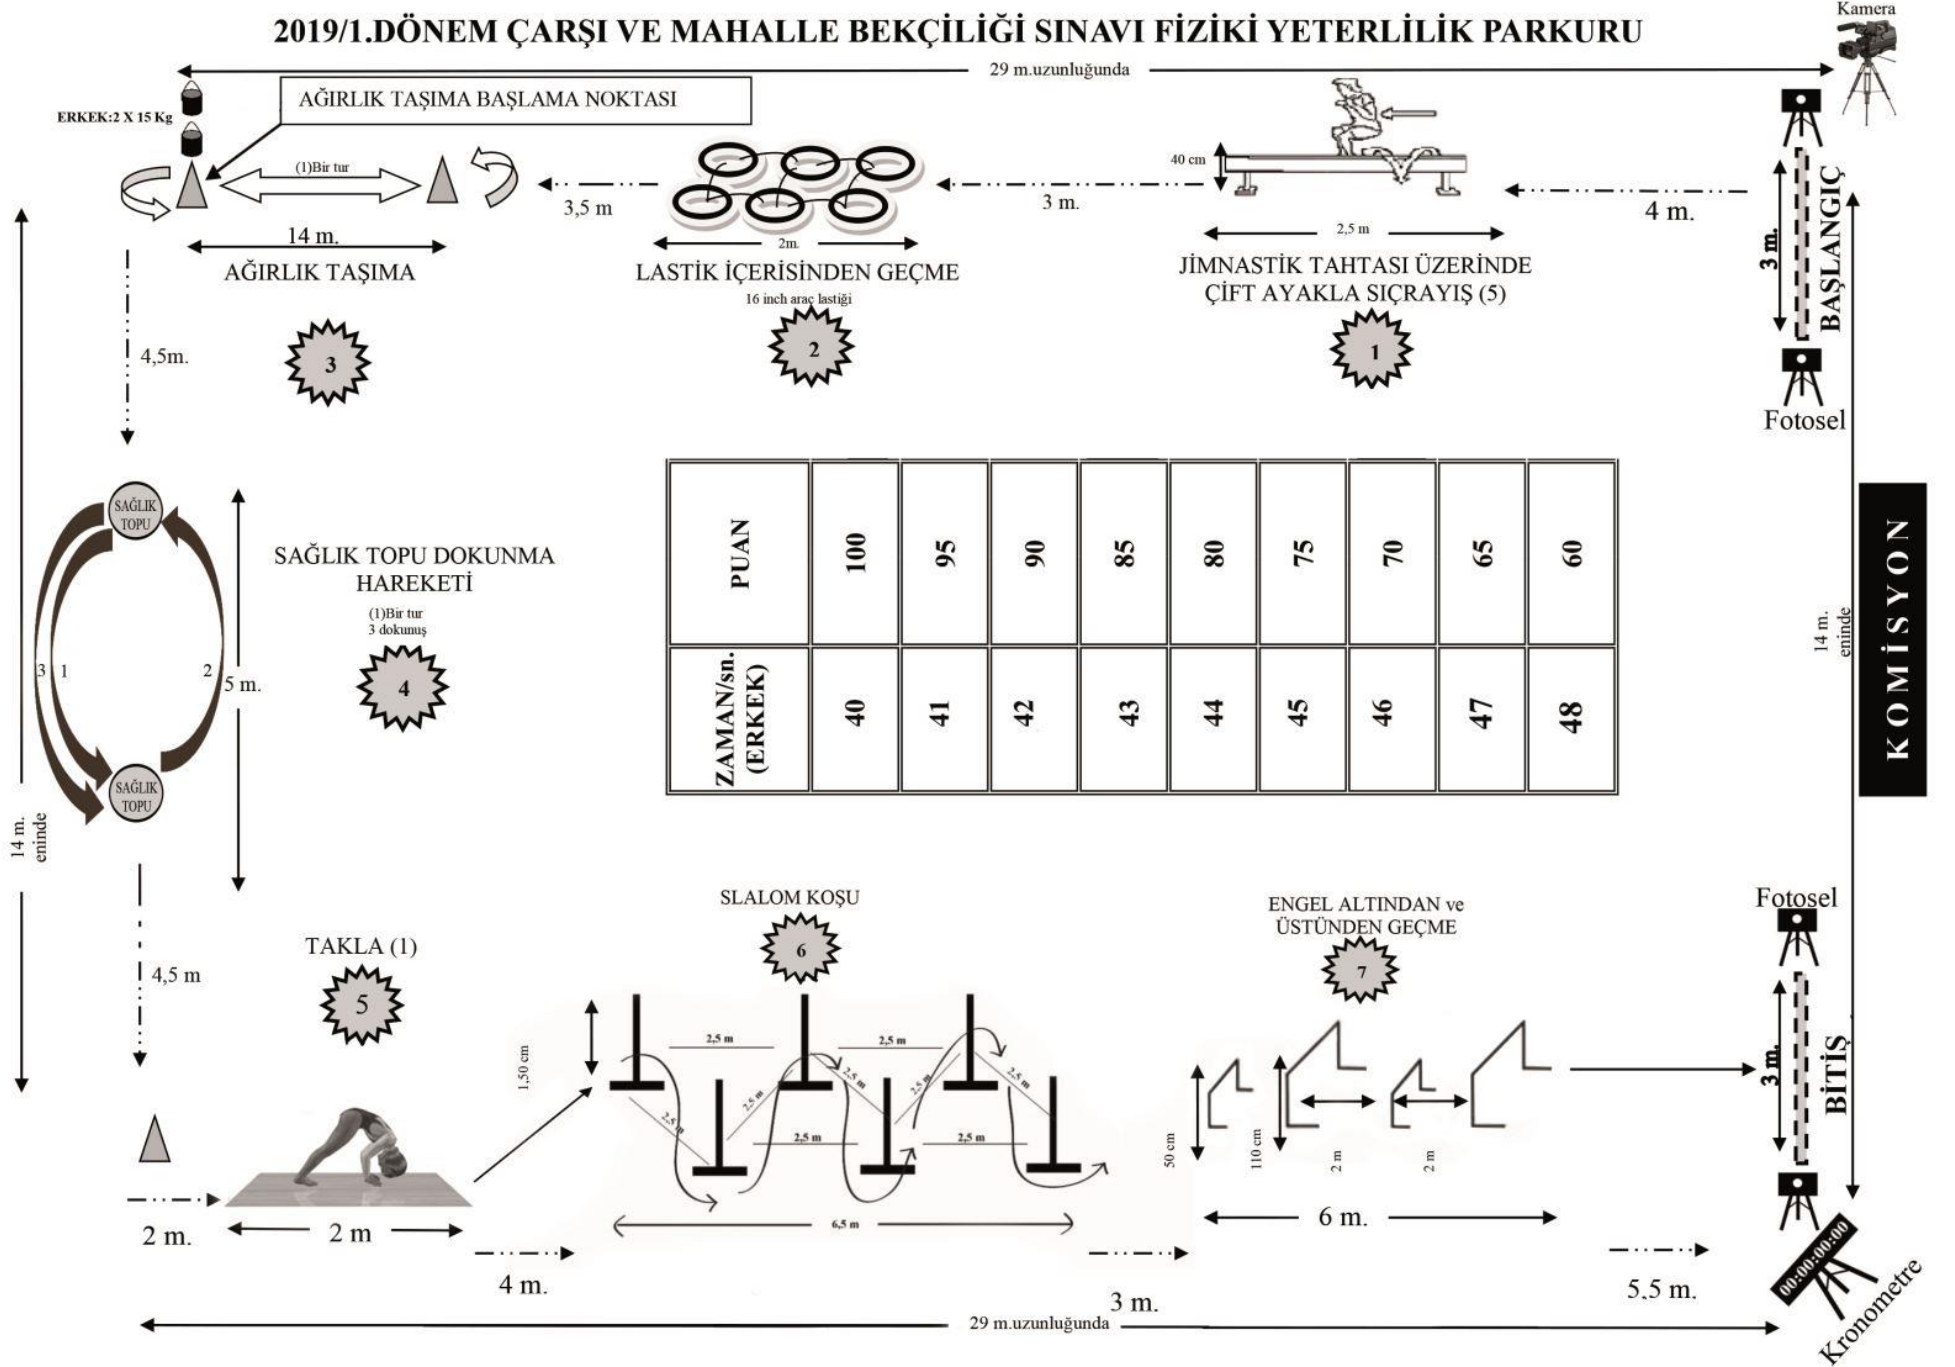 2019/1.DÖNEM ÇARŞI VE MAHALLE BEKÇİLİĞİ SINAVI FİZİKİ YETERLİLİK PARKURU
Kamera
29 m.uzunluğunda
AĞIRLIK TAŞIMA BAŞLAMA NOKTASI
ERKEK:2 X 15 Kg
(1)Bir tur
14 m.
AĞIRLIK TAŞIMA
3
3,5 m
2m.
LASTİK İÇERİSİNDEN GEÇME
16 inch araç lastiği
2
3 m.
40 cm
2,5 m
JİMNASTİK TAHTASI ÜZERİNDE
ÇİFT AYAKLA SIÇRAYIŞ (5)
1
4 m.
3 m.
BAŞLANGIÇ
Fotosel
4,5m.
SAĞLIK
TOPU
SAĞLIK TOPU DOKUNMA
HAREKETİ
(1)Bir tur
3 dokunuş
4
3 1
2
5 m.
SAĞLIK
TOPU
14 m.
eninde
PUAN 100 95 90 85 80 75 70 65 60
ZAMAN/sn.
(ERKEK) 40 41 42 43 44 45 46 47 48
14 m.
eninde
KOMİSYON
4,5 m
TAKLA (1)
5
2 m.
2 m
4 m.
SLALOM KOŞU
6
1,50 cm
2,5 m
2,5 m
2,5 m
2,5 m
2,5 m
2,5 m
2,5 m
2,5 m
2,5 m
6,5 m
3 m.
ENGEL ALTINDAN ve
ÜSTÜNDEN GEÇME
7
50 cm
110 cm
2 m
2 m
6 m.
5,5 m.
Fotosel
3 m.
BİTİŞ
00:00:00:00
Kronometre
29 m.uzunluğunda